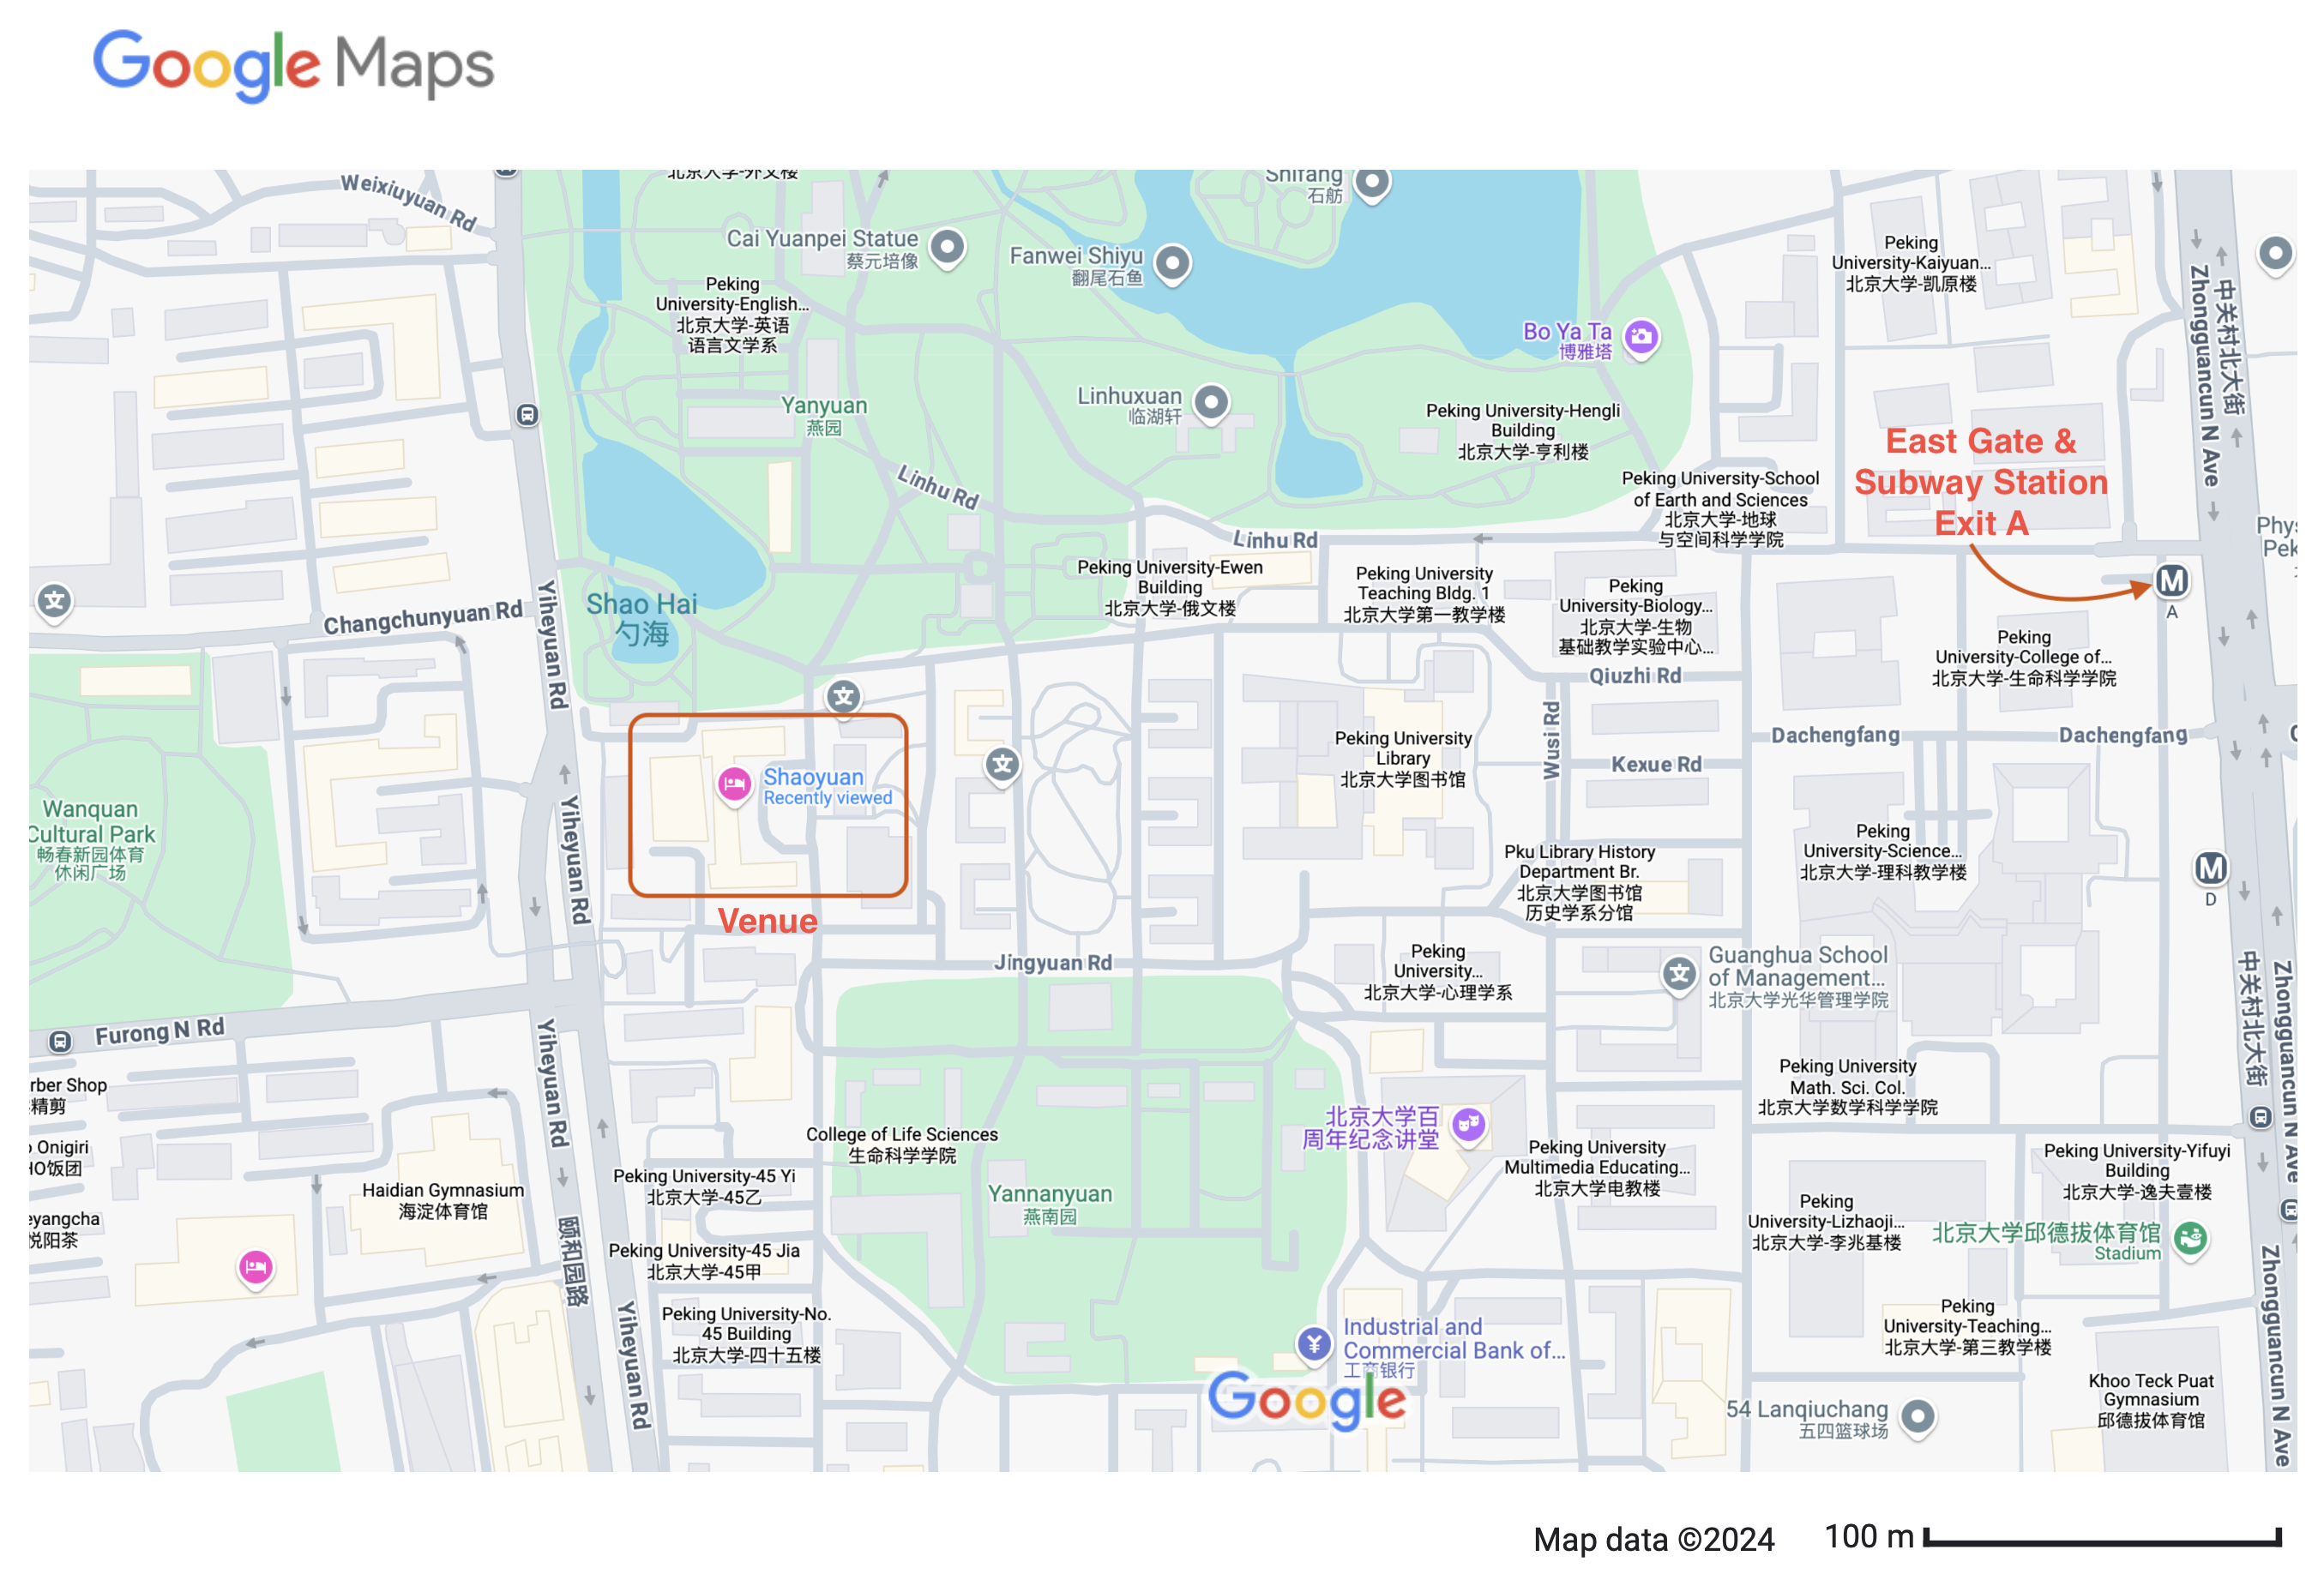 Google Maps
Weixiuyuan Rd
北京大学-外文楼
Shifang
石舫
Cai Yuanpei Statue
蔡元培像
Fanwei Shiyu
翻尾石鱼
Peking
University-Kaiyuan...
北京大学-凯原楼
Peking
University-English...
北京大学-英语
语言文学系
中关村北大街
Zhongguancun N Ave
Bo Ya Ta
博雅塔
Yanyuan
燕园
Linhuxuan
临湖轩
Peking University-Hengli
Building
北京大学-亨利楼
East Gate &
Subway Station
Exit A
Linhu Rd
Peking University-School
of Earth and Sciences
北京大学-地球
与空间科学学院
Linhu Rd
Phys
Pek
Peking University-Ewen
Building
北京大学-俄文楼
Peking University
Teaching Bldg. 1
北京大学第一教学楼
Peking
University-Biology...
北京大学-生物
基础教学实验中心...
M
A
Shao Hai
勺海
Changchunyuan Rd
Yiheyuan Rd
Peking
University-College of...
北京大学-生命科学学院
Qiuzhi Rd
Wusi Rd
Dachengfang
Dachengfang
Peking University
Library
北京大学图书馆
Kexue Rd
Shaoyuan
Recently viewed
Wanquan
Cultural Park
畅春新园体育
休闲广场
Yiheyuan Rd
Peking
University-Science...
北京大学-理科教学楼
Pku Library History
Department Br.
北京大学图书馆
历史学系分馆
M
D
Venue
Jingyuan Rd
Peking
University...
北京大学-心理学系
Guanghua School
of Management...
北京大学光华管理学院
中关村北大街
Zhongguancun N Ave
Furong N Rd
Yiheyuan Rd
rber Shop
精剪
Peking University
Math. Sci. Col.
北京大学数学科学学院
北京大学百
周年纪念讲堂
College of Life Sciences
生命科学学院
Onigiri
HO饭团
Peking University
Multimedia Educating...
北京大学电教楼
Peking University-Yifuyi
Building
北京大学-逸夫壹楼
Haidian Gymnasium
海淀体育馆
Peking University-45 Yi
北京大学-45乙
Yannanyuan
燕南园
eyangcha
悦阳茶
颐和园路
Peking
University-Lizhaoji...
北京大学-李兆基楼
北京大学邱德拔体育馆
Stadium
Peking University-45 Jia
北京大学-45甲
Zhongguancun N Ave
Yiheyuan Rd
Peking University-No.
45 Building
北京大学-四十五楼
Industrial and
Commercial Bank of...
工商银行
Peking
University-Teaching...
北京大学-第三教学楼
Google
54 Lanqiuchang
五四篮球场
Khoo Teck Puat
Gymnasium
邱德拔体育馆
Map data ©2024 100 m